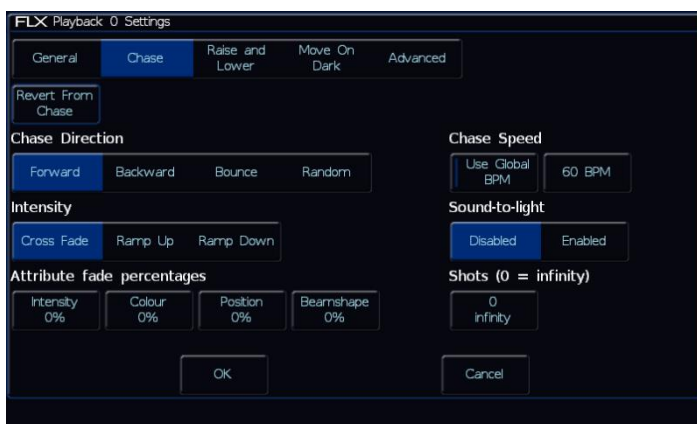 FLX Playback 0 Settings
General
Chase
Raise and
Lower
Move On
Dark
Advanced
Revert From
Chase
Chase Direction
Forward
Backward
Bounce
Random
Chase Speed
Use Global
BPM
60 BPM
Intensity
Cross Fade
Ramp Up
Ramp Down
Sound-to-light
Disabled
Enabled
Attribute fade percentages
Intensity
0%
Colour
0%
Position
0%
Beamshape
0%
Shots (0 = infinity)
0
infinity
OK
Cancel